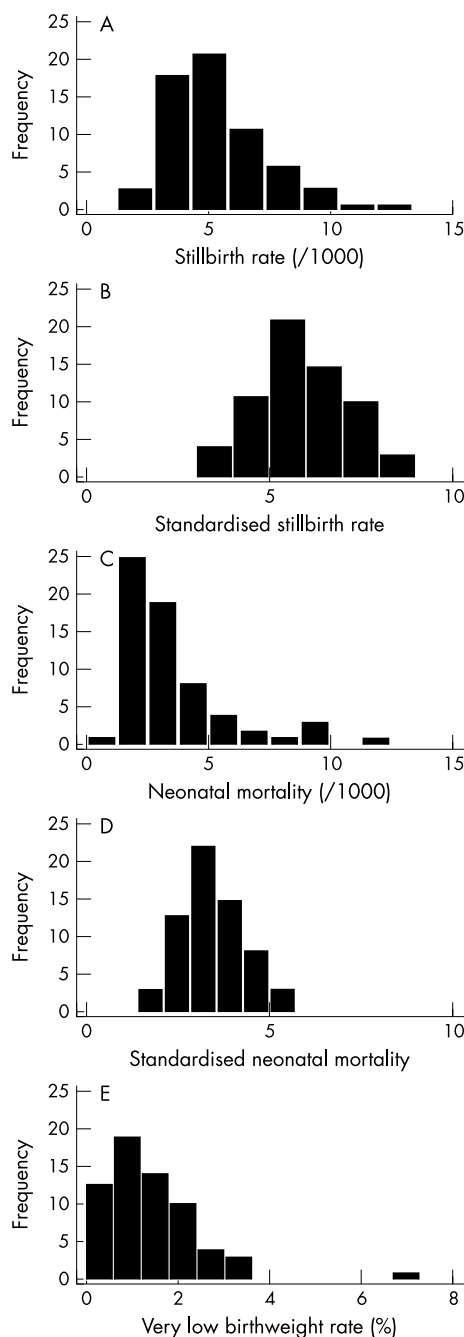 A
25
20
15
10
5
0
Frequency
0 5 10 15
Stillbirth rate (/1000)
B
25
20
15
10
5
0
Frequency
0 5 10
Standardised stillbirth rate
C
25
20
15
10
5
0
Frequency
0 5 10 15
Neonatal mortality (/1000)
D
25
20
15
10
5
0
Frequency
0 5 10
Standardised neonatal mortality
E
25
20
15
10
5
0
Frequency
0 2 4 6 8
Very low birthweight rate (%)